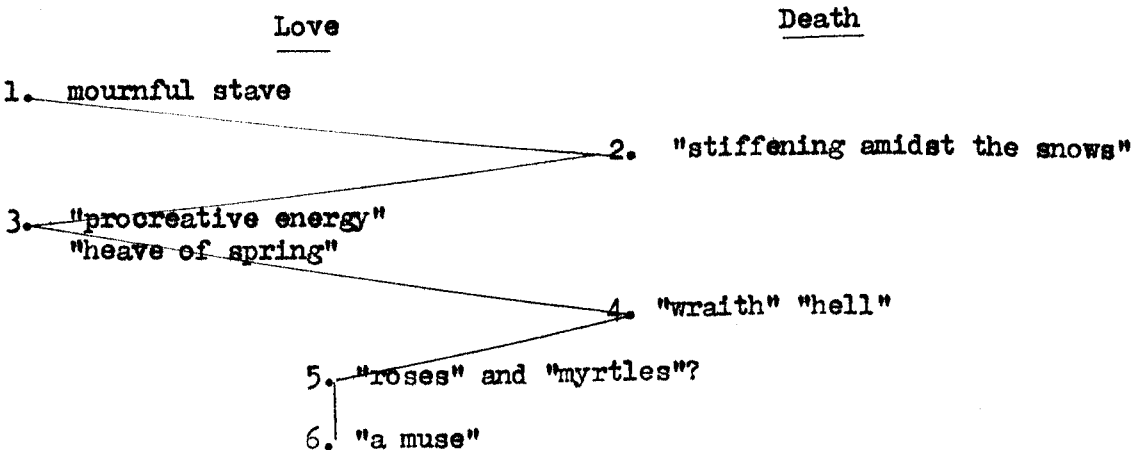 Love
Death
1. mournful stave
2. "stiffening amidst the snows"
3. "procreative energy"
"heave of spring"
4. "wraith" "hell"
5. "roses" and "myrtles"?
6. "a muse"